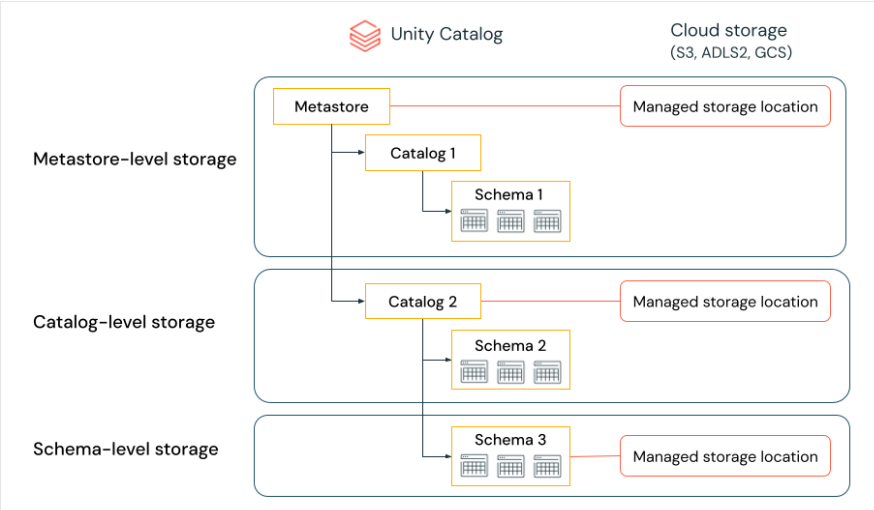 Unity Catalog
Cloud storage
(S3, ADLS2, GCS)
Metastore-level storage
Metastore
Managed storage location
Catalog 1
Schema 1
Catalog-level storage
Catalog 2
Managed storage location
Schema 2
Schema-level storage
Schema 3
Managed storage location